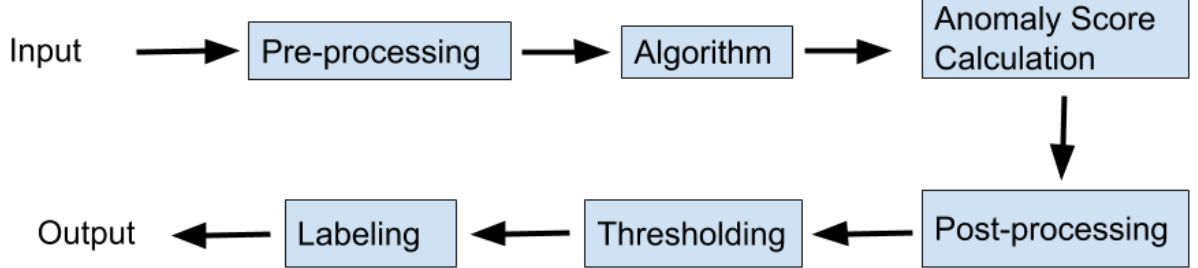 Input
Pre-processing
Algorithm
Anomaly Score
Calculation
Post-processing
Thresholding
Labeling
Output